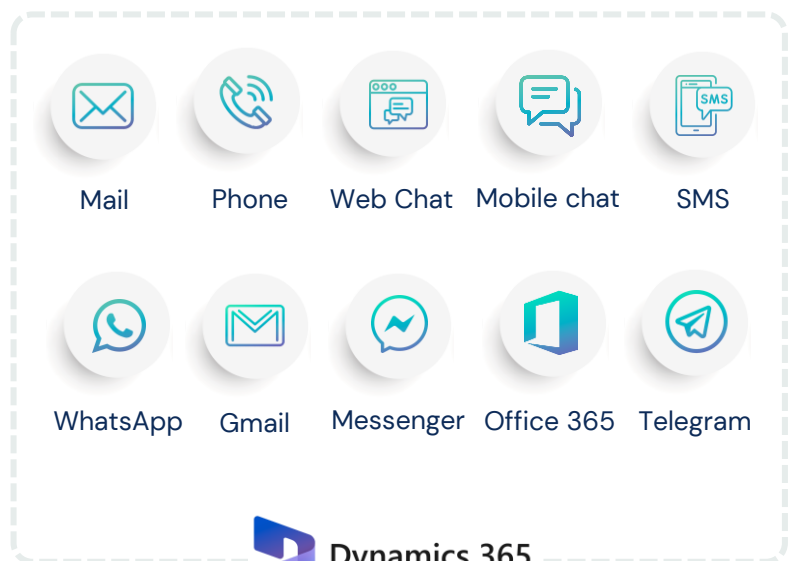 SMS
Mail
Phone
Web Chat
Mobile chat
SMS
WhatsApp
Gmail
Messenger
Office 365
Telegram
Dynamics 365